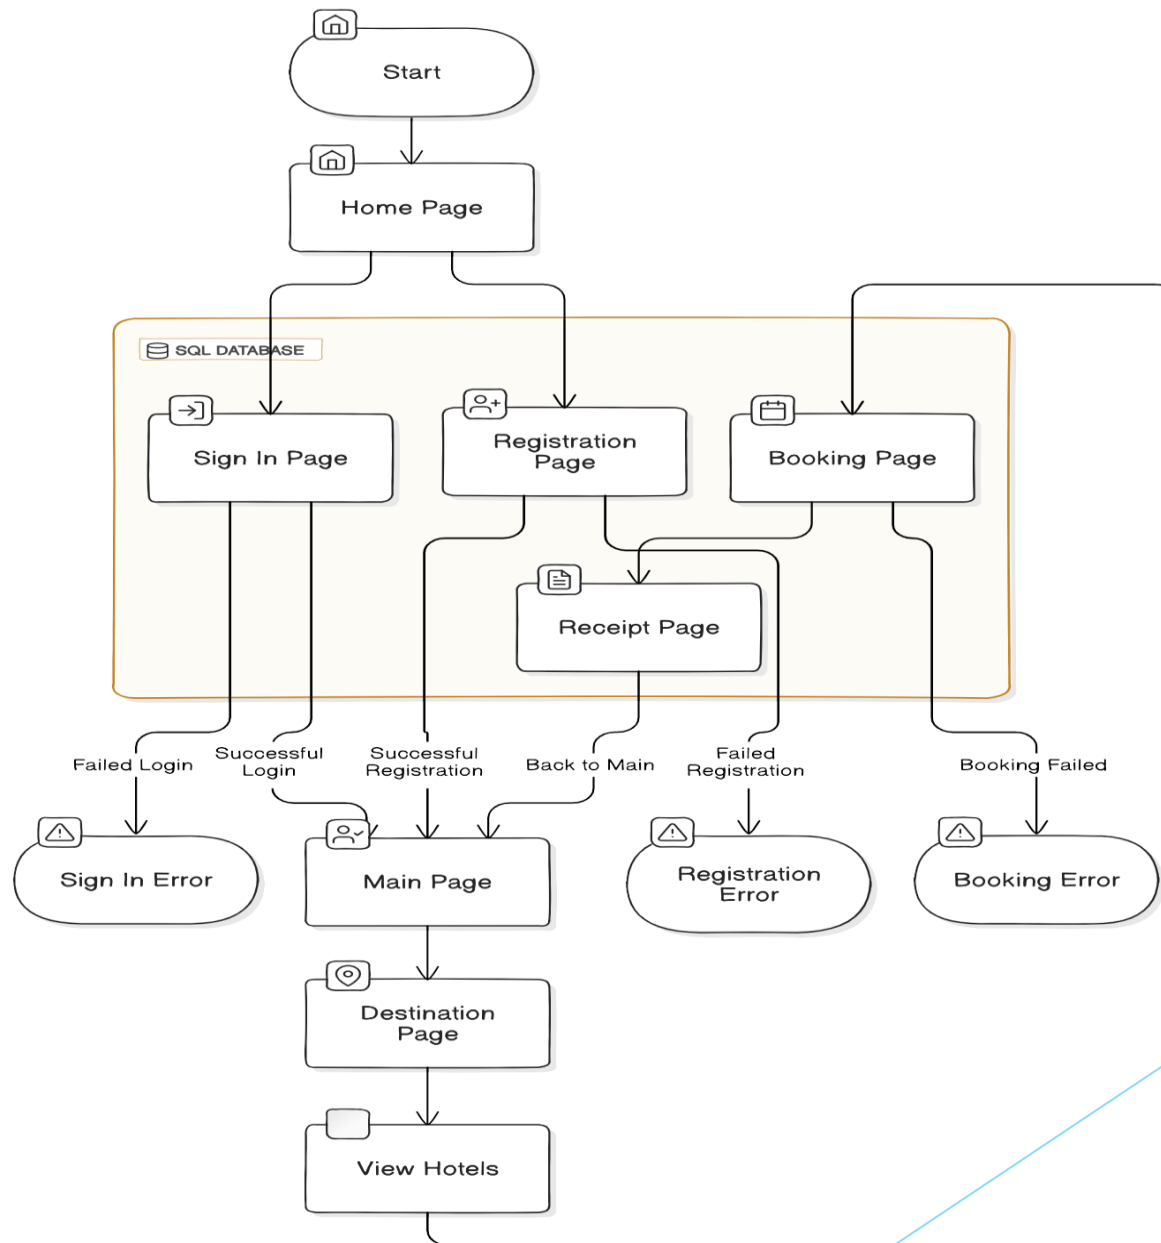 Start
Home Page
SQL DATABASE
Sign In Page
Registration
Page
Booking Page
Receipt Page
Failed Login
Successful
Login
Successful
Registration
Back to Main
Failed
Registration
Booking Failed
Sign In Error
Main Page
Registration
Error
Booking Error
Destination
Page
View Hotels